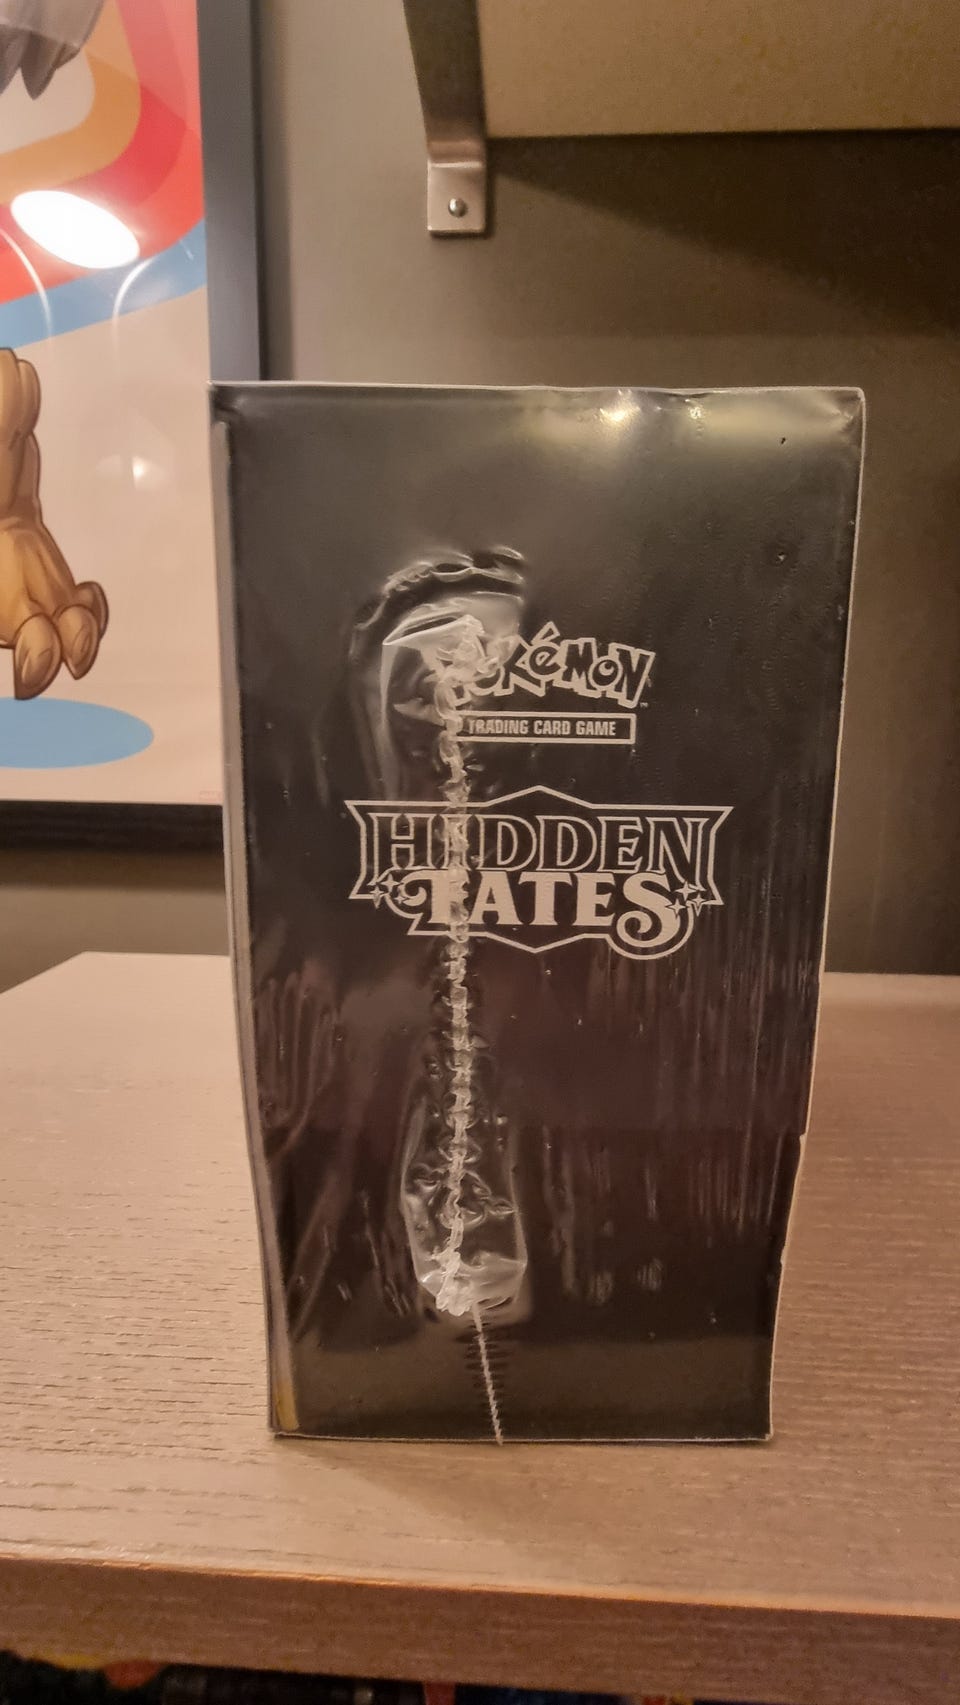 Pokémon
TRADING CARD GAME
HIDDEN
FATES